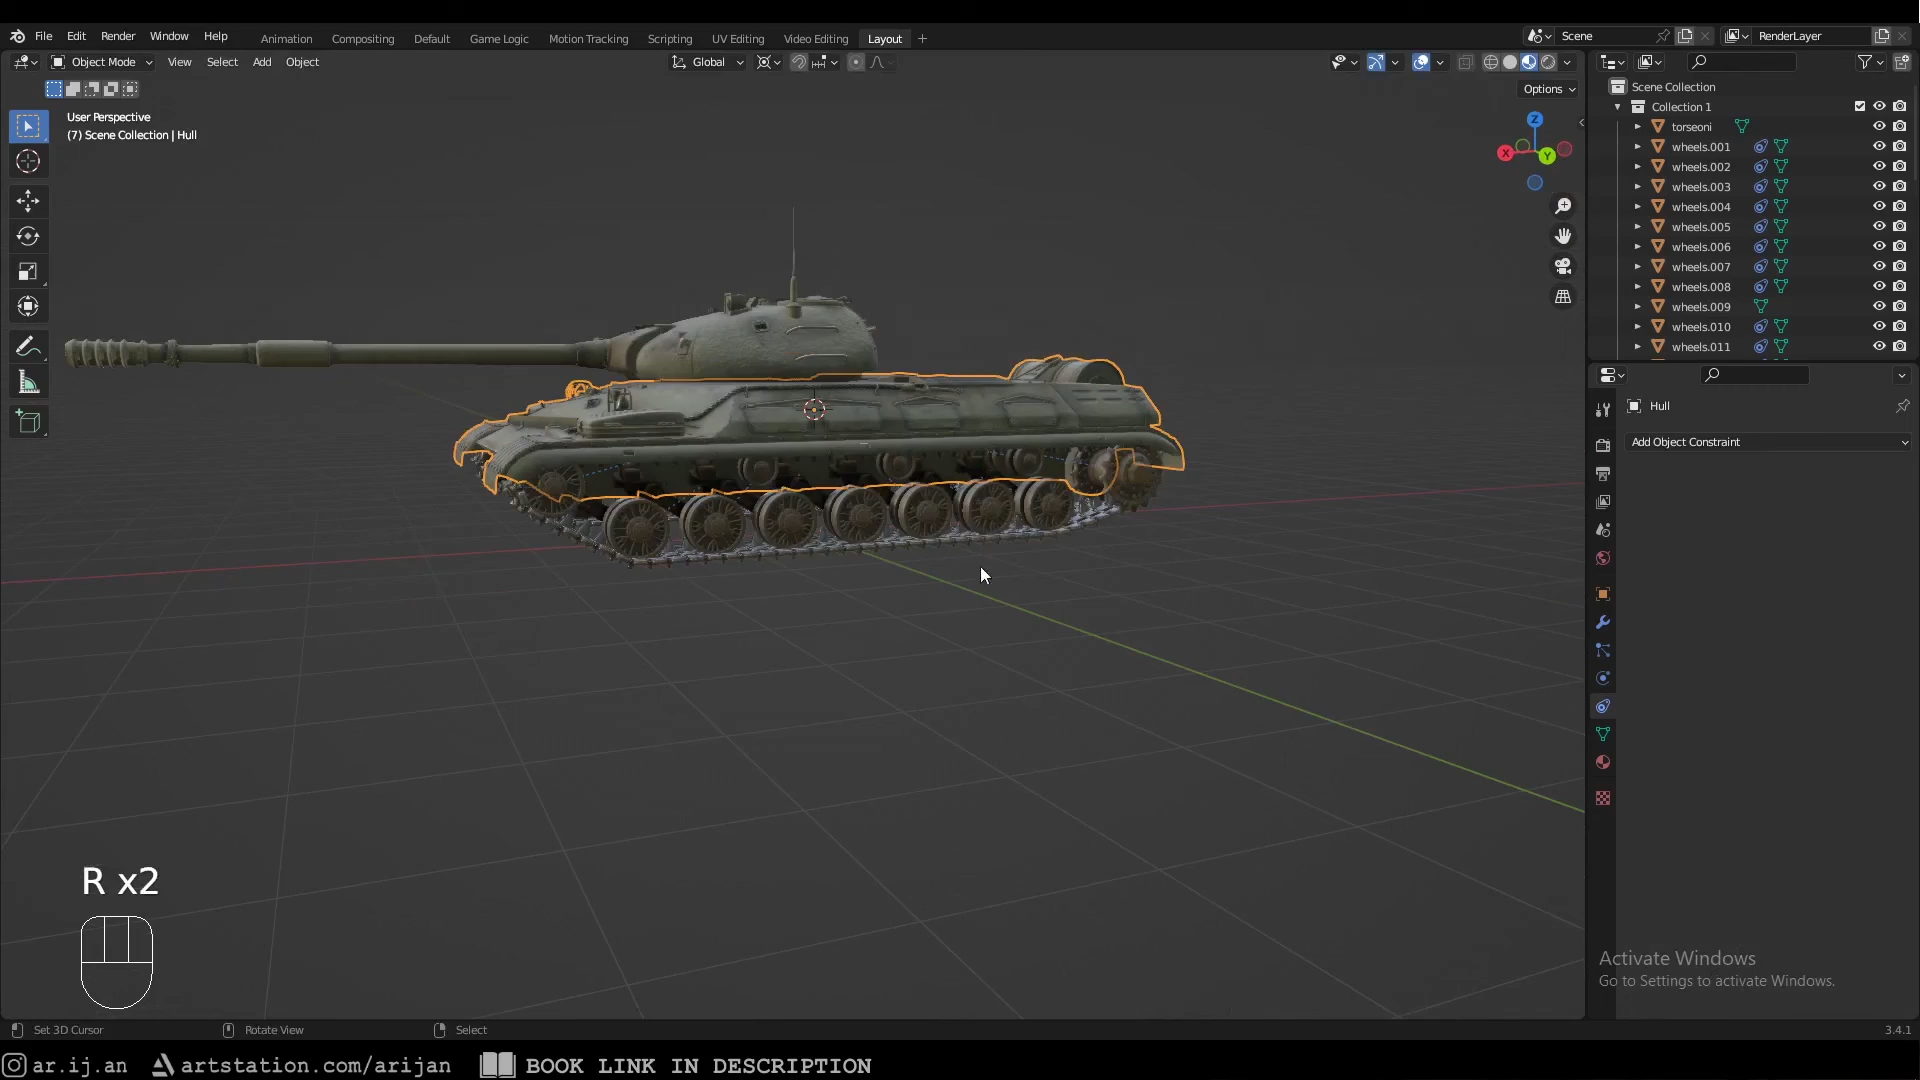 File Edit Render Window Help
Animation Compositing Default Game Logic Motion Tracking Scripting UV Editing Video Editing Layout
Scene
RenderLayer
Object Mode View Select Add Object
Global
Options
User Perspective
(7) Scene Collection | Hull
Z
X
Y
Scene Collection
Collection 1
torseoni
wheels.001
wheels.002
wheels.003
wheels.004
wheels.005
wheels.006
wheels.007
wheels.008
wheels.009
wheels.010
wheels.011
Hull
Add Object Constraint
R x2
Activate Windows
Go to Settings to activate Windows.
Set 3D Cursor
Rotate View
Select
3.4.1
ar.ij.an
artstation.com/arijan
BOOK LINK IN DESCRIPTION